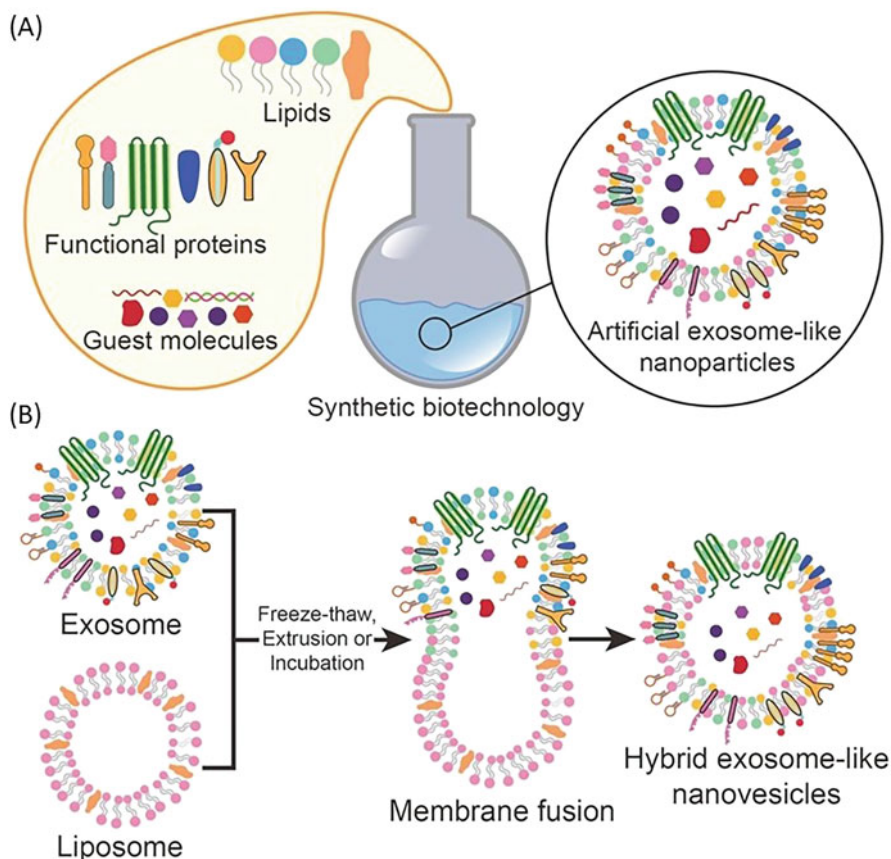 (A)
Lipids
Functional proteins
Guest molecules
Synthetic biotechnology
Artificial exosome-like
nanoparticles
(B)
Exosome
Liposome
Freeze-thaw,
Extrusion or
Incubation
Membrane fusion
Hybrid exosome-like
nanovesicles